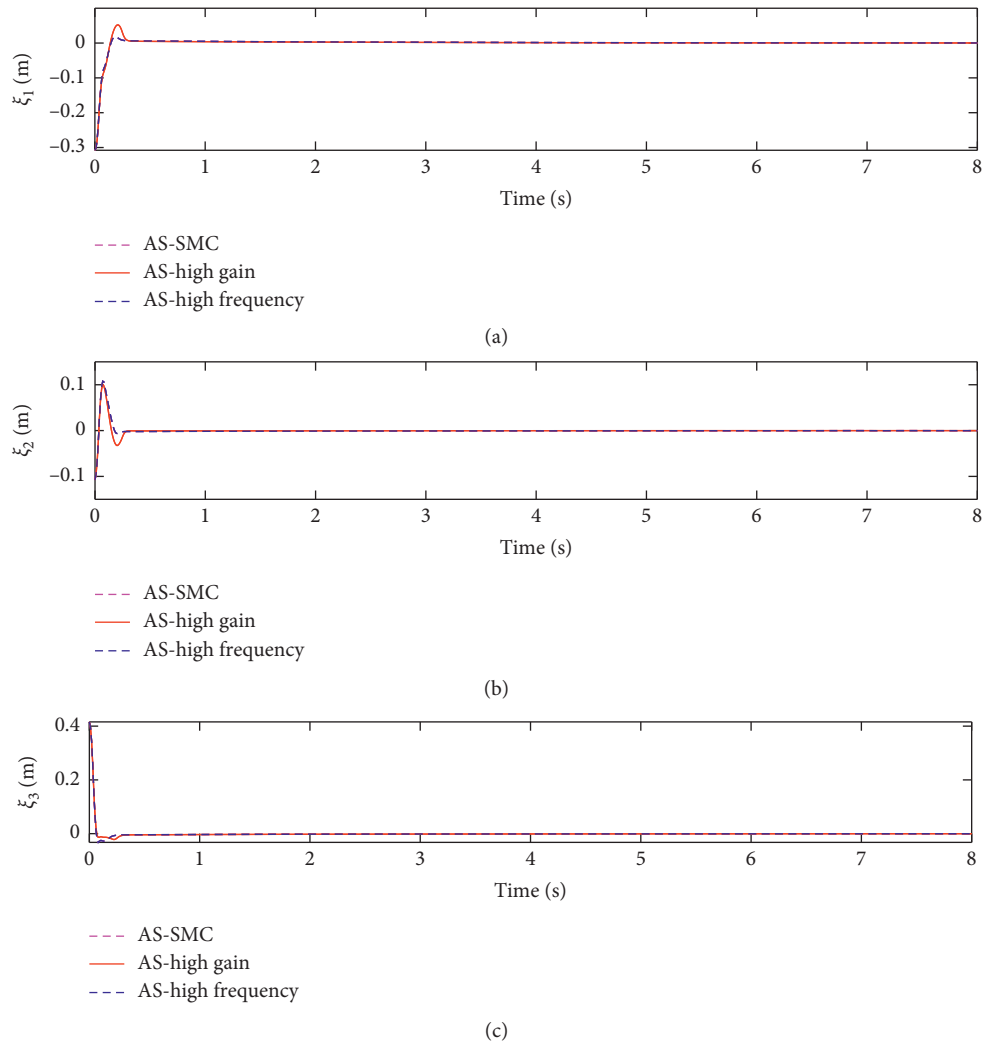 0
−0.1
−0.2
−0.3
ξ1 (m)
0 1 2 3 4 5 6 7 8
Time (s)
AS-SMC
AS-high gain
AS-high frequency
(a)
0.1
0
−0.1
ξ2 (m)
0 1 2 3 4 5 6 7 8
Time (s)
AS-SMC
AS-high gain
AS-high frequency
(b)
0.4
0.2
0
ξ3 (m)
0 1 2 3 4 5 6 7 8
Time (s)
AS-SMC
AS-high gain
AS-high frequency
(c)